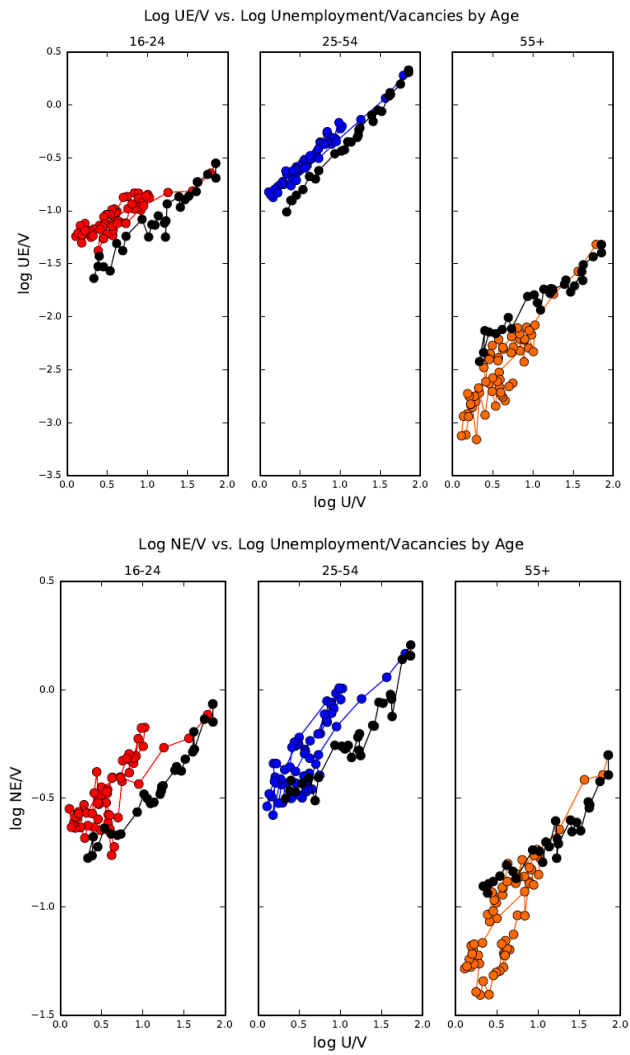 Log UE/V vs. Log Unemployment/Vacancies by Age
16-24 25-54 55+
0.5
0.0
−0.5
−1.0
−1.5
−2.0
−2.5
−3.0
−3.5
log UE/V
0.0 0.5 1.0 1.5 2.0 0.0 0.5 1.0 1.5 2.0 0.0 0.5 1.0 1.5 2.0
log U/V
Log NE/V vs. Log Unemployment/Vacancies by Age
16-24 25-54 55+
0.5
0.0
−0.5
−1.0
−1.5
log NE/V
0.0 0.5 1.0 1.5 2.0 0.0 0.5 1.0 1.5 2.0 0.0 0.5 1.0 1.5 2.0
log U/V